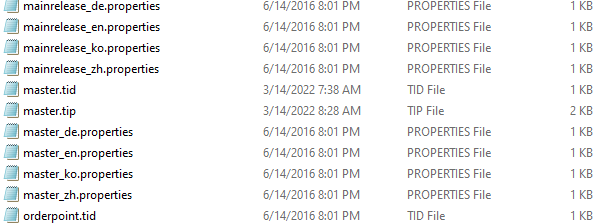 mainrelease_de.properties 6/14/2016 8:01 PM PROPERTIES File 1 KB
mainrelease_en.properties 6/14/2016 8:01 PM PROPERTIES File 1 KB
mainrelease_ko.properties 6/14/2016 8:01 PM PROPERTIES File 1 KB
mainrelease_zh.properties 6/14/2016 8:01 PM PROPERTIES File 1 KB
master.tid 3/14/2022 7:38 AM TID File 1 KB
master.tip 3/14/2022 8:28 AM TIP File 2 KB
master_de.properties 6/14/2016 8:01 PM PROPERTIES File 1 KB
master_en.properties 6/14/2016 8:01 PM PROPERTIES File 1 KB
master_ko.properties 6/14/2016 8:01 PM PROPERTIES File 1 KB
master_zh.properties 6/14/2016 8:01 PM PROPERTIES File 1 KB
orderpoint.tid 6/14/2016 8:01 PM TID File 1 KB